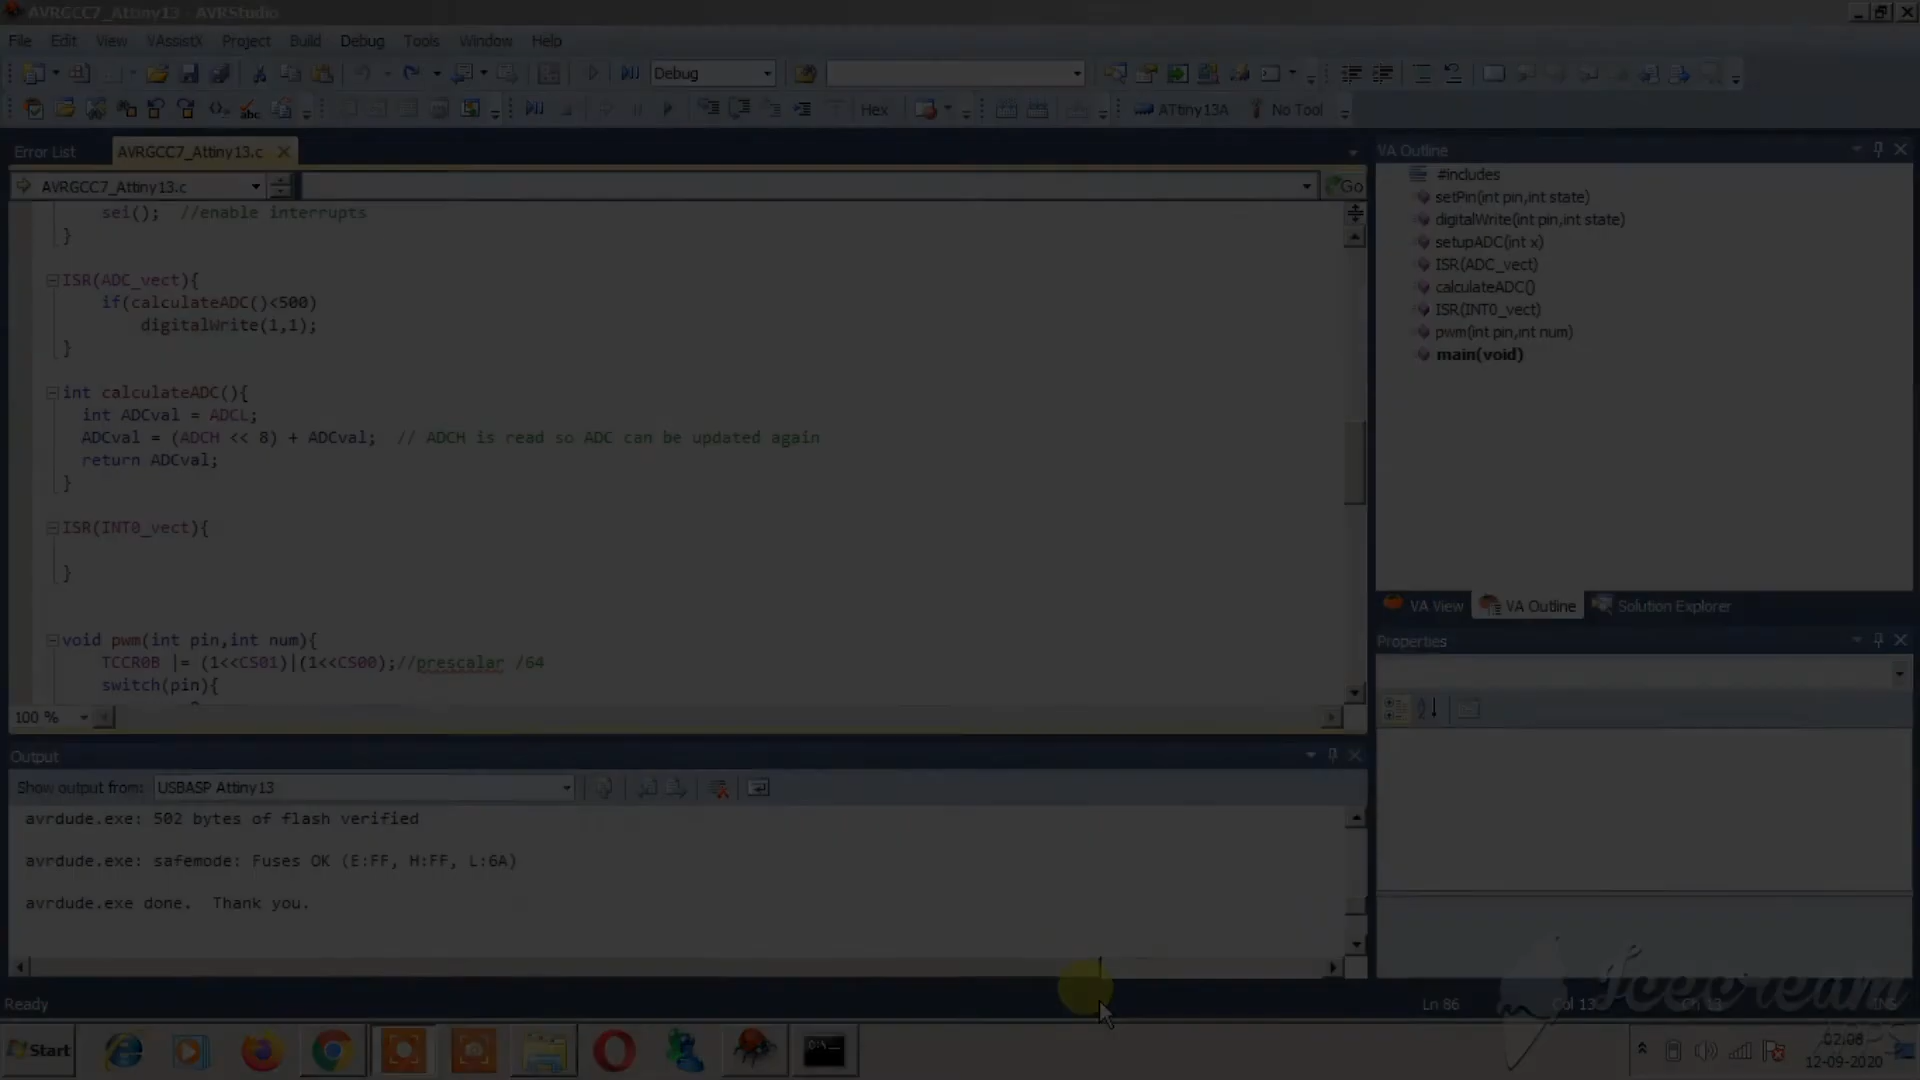 AVRGCC7_Attiny13 - AVRStudio
File Edit View VAssistX Project Build Debug Tools Window Help
Debug
Hex ATtiny13A No Tool
Error List AVRGCC7_Attiny13.c
AVRGCC7_Attiny13.c Go
sei(); //enable interrupts
}
ISR(ADC_vect){
if(calculateADC()<500)
digitalWrite(1,1);
}
int calculateADC(){
int ADCval = ADCL;
ADCval = (ADCH << 8) + ADCval; // ADCH is read so ADC can be updated again
return ADCval;
}
ISR(INT0_vect){
}
void pwm(int pin,int num){
TCCR0B |= (1<<CS01)|(1<<CS00);//prescalar /64
switch(pin){
100 %
VA Outline
#includes
setPin(int pin,int state)
digitalWrite(int pin,int state)
setupADC(int x)
ISR(ADC_vect)
calculateADC()
ISR(INT0_vect)
pwm(int pin,int num)
main(void)
VA View VA Outline Solution Explorer
Properties
Output
Show output from: USBASP Attiny13
avrdude.exe: 502 bytes of flash verified
avrdude.exe: safemode: Fuses OK (E:FF, H:FF, L:6A)
avrdude.exe done. Thank you.
Ready Ln 86 Col 13 Ch 13 INS
Icecream
Start
02:08
12-09-2020